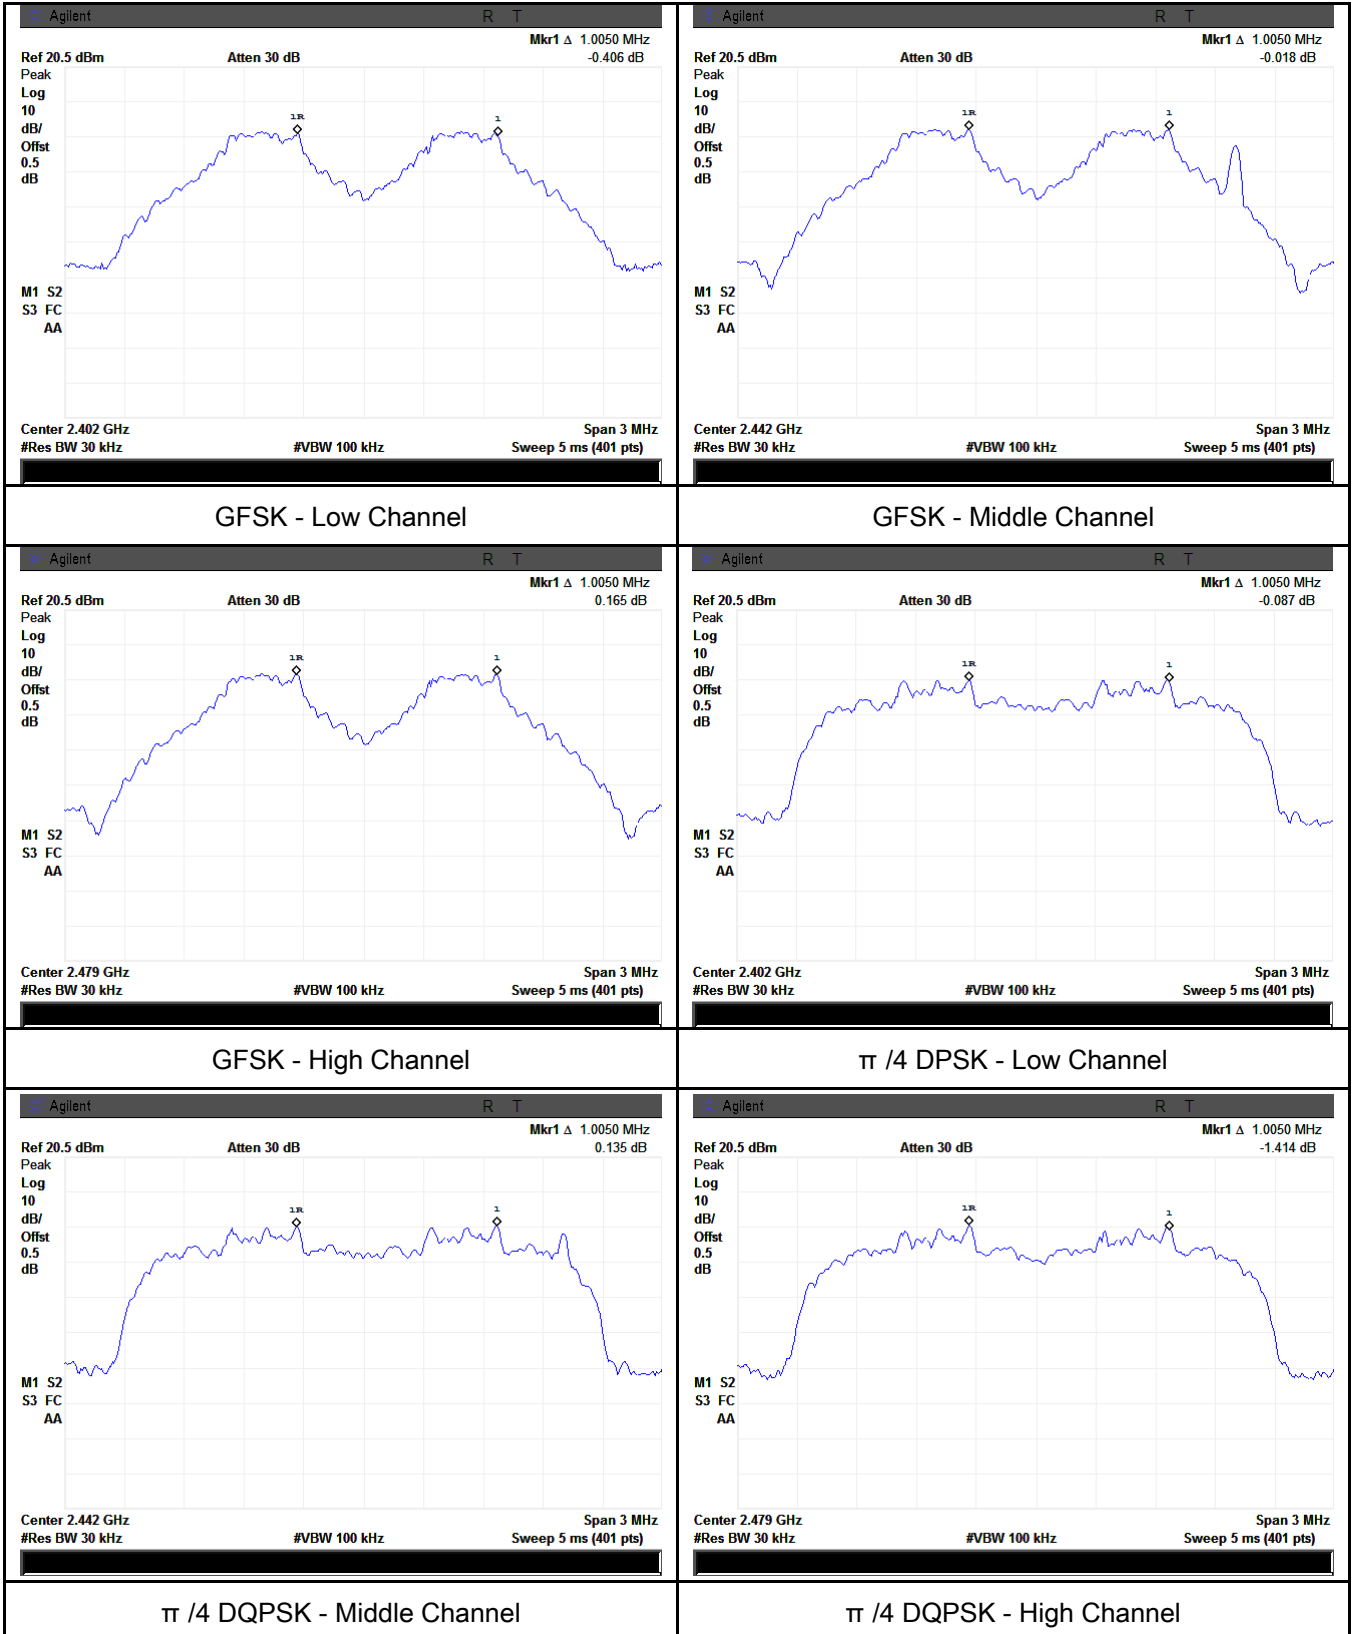 Agilent R T
Mkr1 Δ 1.0050 MHz
Ref 20.5 dBm Atten 30 dB -0.406 dB
Peak
Log
10
dB/
Offst
0.5
dB
1R 1
M1 S2
S3 FC
AA
Center 2.402 GHz Span 3 MHz
#Res BW 30 kHz #VBW 100 kHz Sweep 5 ms (401 pts)
GFSK - Low Channel
Agilent R T
Mkr1 Δ 1.0050 MHz
Ref 20.5 dBm Atten 30 dB -0.018 dB
Peak
Log
10
dB/
Offst
0.5
dB
1R 1
M1 S2
S3 FC
AA
Center 2.442 GHz Span 3 MHz
#Res BW 30 kHz #VBW 100 kHz Sweep 5 ms (401 pts)
GFSK - Middle Channel
Agilent R T
Mkr1 Δ 1.0050 MHz
Ref 20.5 dBm Atten 30 dB 0.165 dB
Peak
Log
10
dB/
Offst
0.5
dB
1R 1
M1 S2
S3 FC
AA
Center 2.479 GHz Span 3 MHz
#Res BW 30 kHz #VBW 100 kHz Sweep 5 ms (401 pts)
GFSK - High Channel
Agilent R T
Mkr1 Δ 1.0050 MHz
Ref 20.5 dBm Atten 30 dB -0.087 dB
Peak
Log
10
dB/
Offst
0.5
dB
1R 1
M1 S2
S3 FC
AA
Center 2.402 GHz Span 3 MHz
#Res BW 30 kHz #VBW 100 kHz Sweep 5 ms (401 pts)
π /4 DPSK - Low Channel
Agilent R T
Mkr1 Δ 1.0050 MHz
Ref 20.5 dBm Atten 30 dB 0.135 dB
Peak
Log
10
dB/
Offst
0.5
dB
1R 1
M1 S2
S3 FC
AA
Center 2.442 GHz Span 3 MHz
#Res BW 30 kHz #VBW 100 kHz Sweep 5 ms (401 pts)
π /4 DQPSK - Middle Channel
Agilent R T
Mkr1 Δ 1.0050 MHz
Ref 20.5 dBm Atten 30 dB -1.414 dB
Peak
Log
10
dB/
Offst
0.5
dB
1R 1
M1 S2
S3 FC
AA
Center 2.479 GHz Span 3 MHz
#Res BW 30 kHz #VBW 100 kHz Sweep 5 ms (401 pts)
π /4 DQPSK - High Channel